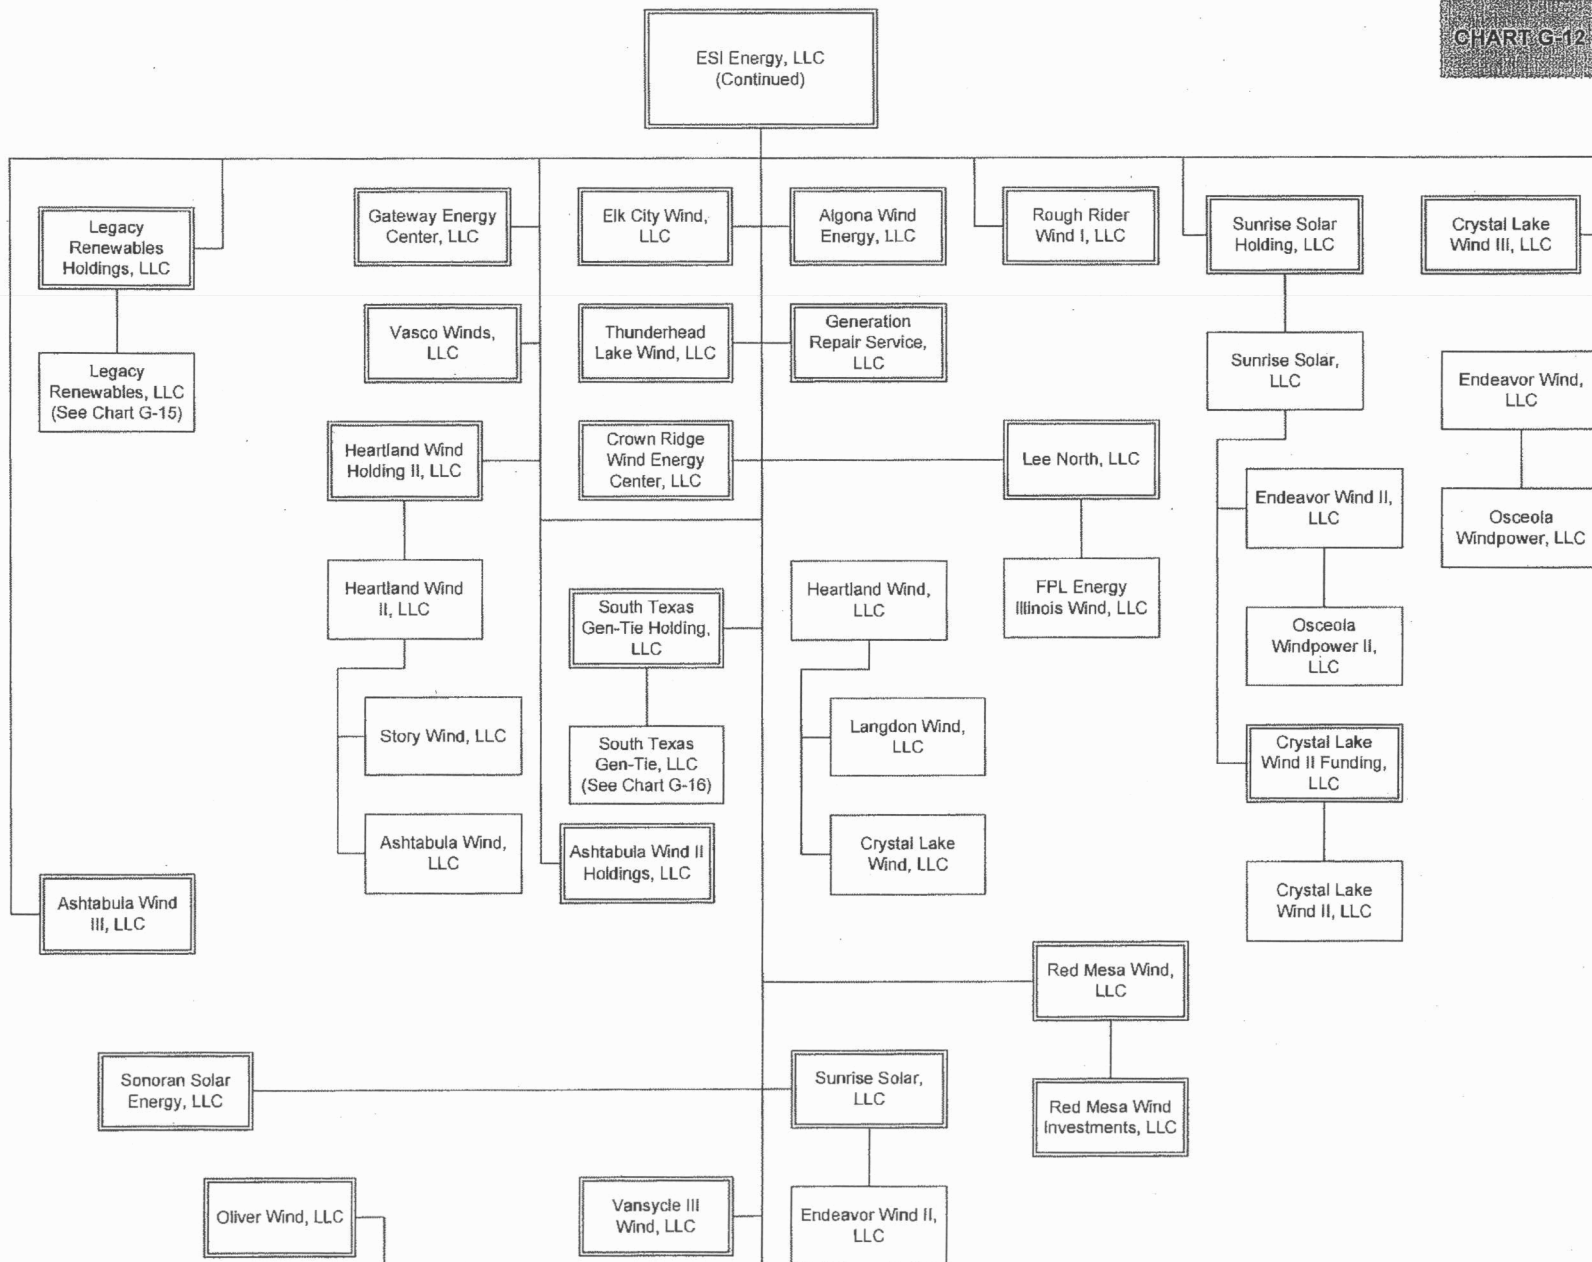 CHART G-12
ESI Energy, LLC
(Continued)
Legacy
Renewables
Holdings, LLC
Gateway Energy
Center, LLC
Elk City Wind,
LLC
Algona Wind
Energy, LLC
Rough Rider
Wind I, LLC
Sunrise Solar
Holding, LLC
Crystal Lake
Wind III, LLC
Vasco Winds,
LLC
Thunderhead
Lake Wind, LLC
Generation
Repair Service,
LLC
Legacy
Renewables, LLC
(See Chart G-15)
Sunrise Solar,
LLC
Endeavor Wind,
LLC
Heartland Wind
Holding II, LLC
Crown Ridge
Wind Energy
Center, LLC
Lee North, LLC
Endeavor Wind II,
LLC
Osceola
Windpower, LLC
Heartland Wind
II, LLC
South Texas
Gen-Tie Holding,
LLC
Heartland Wind,
LLC
FPL Energy
Illinois Wind, LLC
Osceola
Windpower II,
LLC
Story Wind, LLC
South Texas
Gen-Tie, LLC
(See Chart G-16)
Langdon Wind,
LLC
Crystal Lake
Wind II Funding,
LLC
Ashtabula Wind,
LLC
Ashtabula Wind II
Holdings, LLC
Crystal Lake
Wind, LLC
Crystal Lake
Wind II, LLC
Ashtabula Wind
III, LLC
Red Mesa Wind,
LLC
Sonoran Solar
Energy, LLC
Sunrise Solar,
LLC
Red Mesa Wind
Investments, LLC
Oliver Wind, LLC
Vansycle III
Wind, LLC
Endeavor Wind II,
LLC